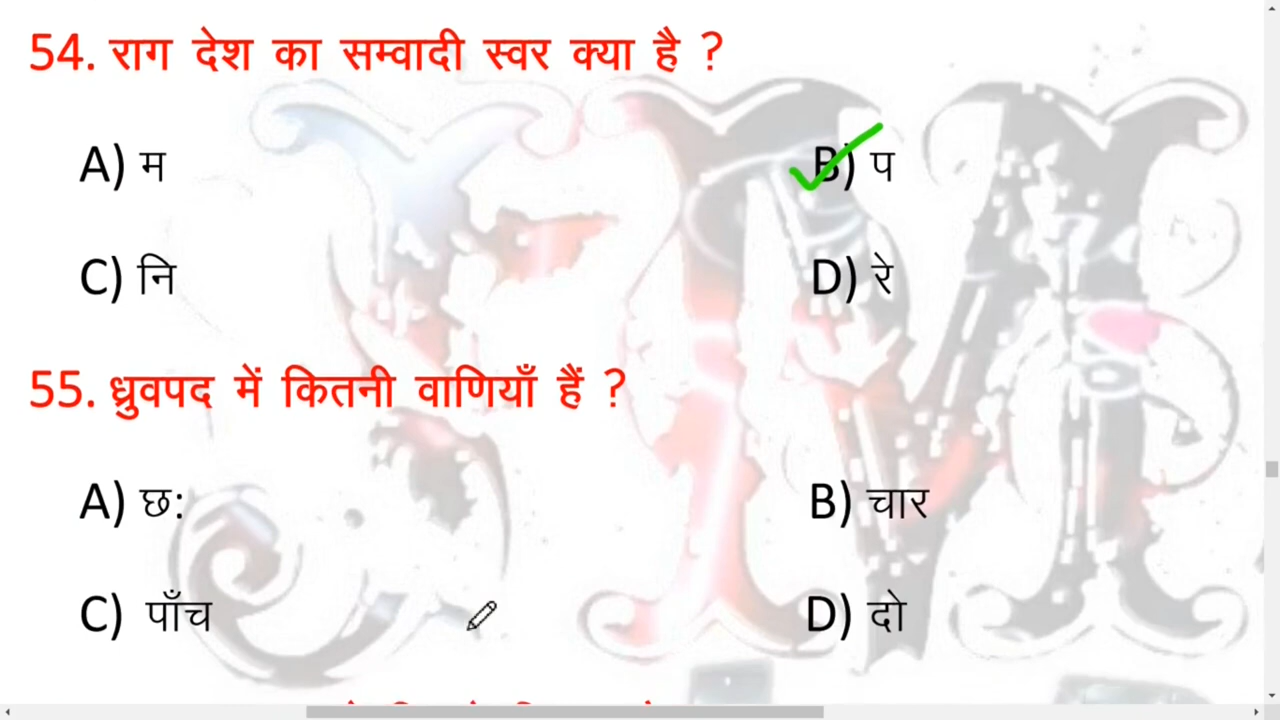 54. राग देश का सम्वादी स्वर क्या है ?
A) म B) प
C) नि D) रे
55. ध्रुवपद में कितनी वाणियाँ हैं ?
A) छ: B) चार
C) पाँच D) दो